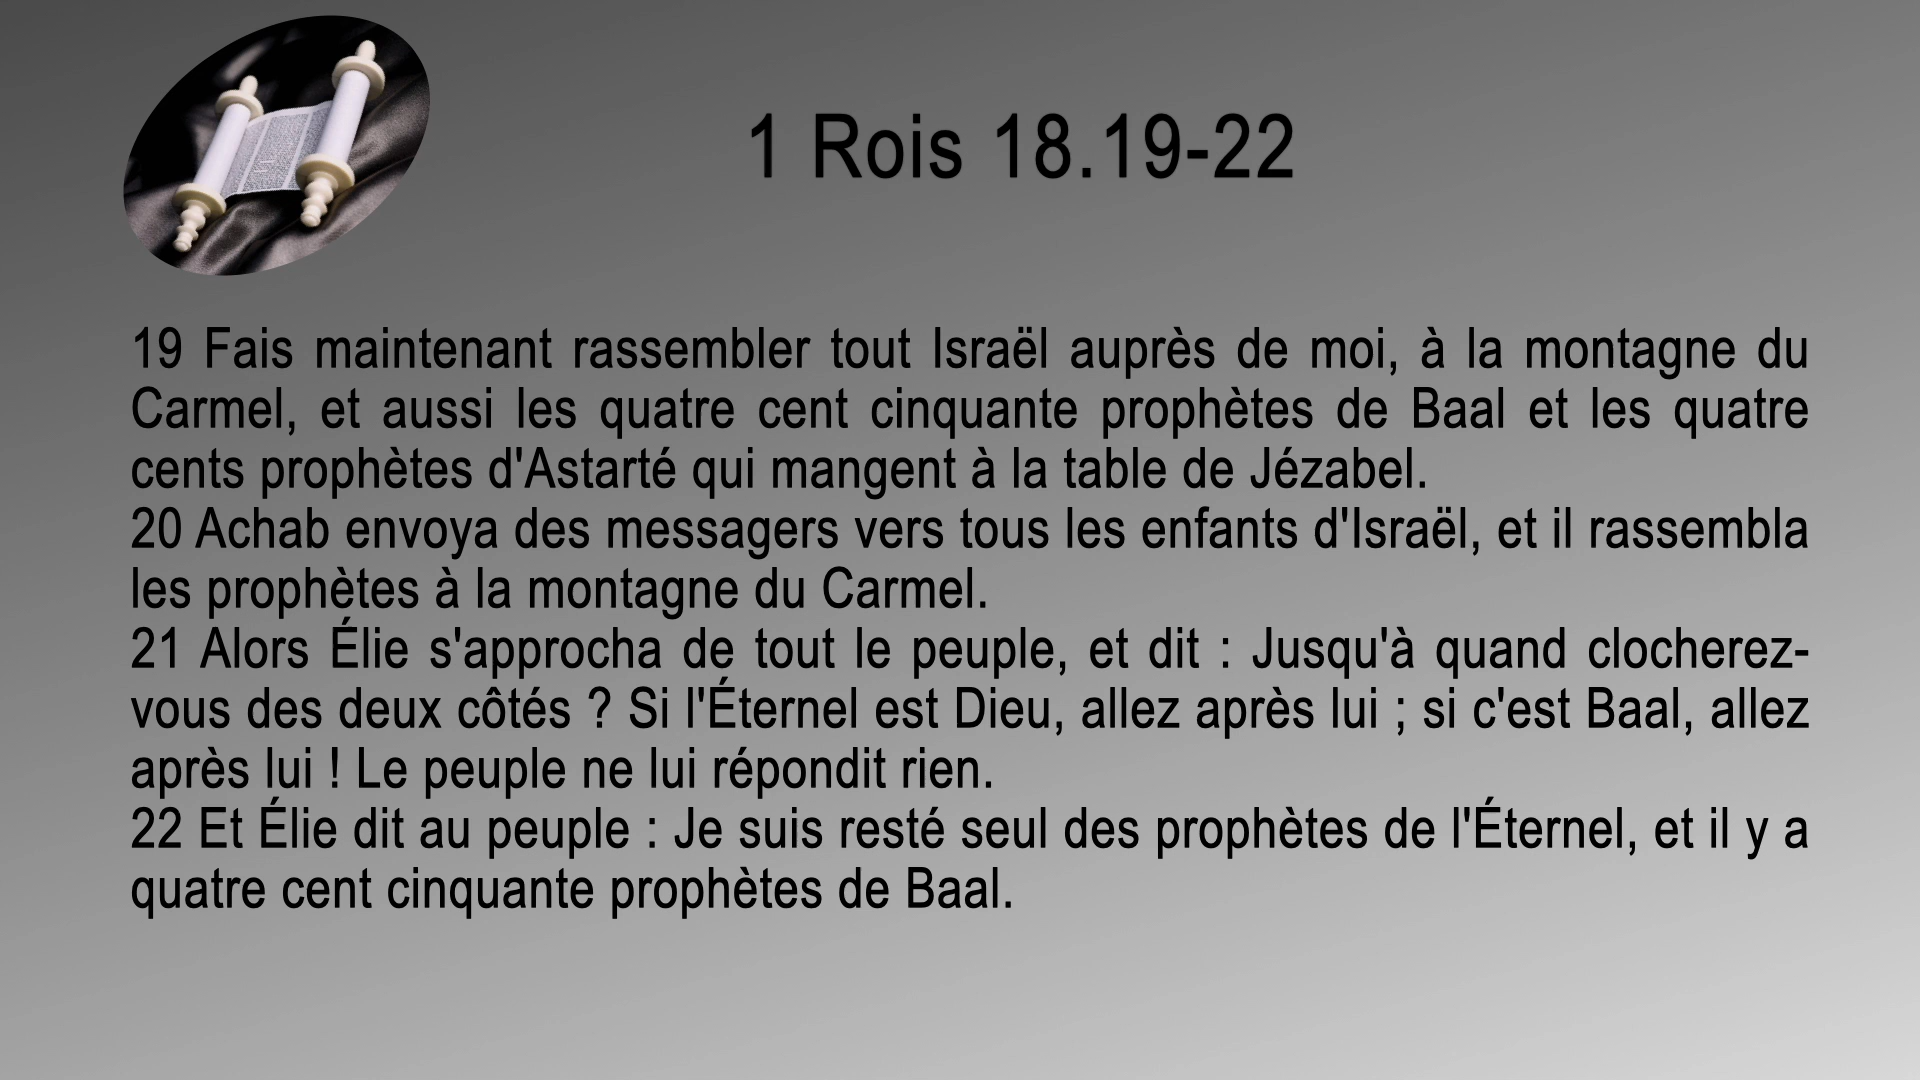 1 Rois 18.19-22
19 Fais maintenant rassembler tout Israël auprès de moi, à la montagne du
Carmel, et aussi les quatre cent cinquante prophètes de Baal et les quatre
cents prophètes d'Astarté qui mangent à la table de Jézabel.
20 Achab envoya des messagers vers tous les enfants d'Israël, et il rassembla
les prophètes à la montagne du Carmel.
21 Alors Élie s'approcha de tout le peuple, et dit : Jusqu'à quand clocherez-
vous des deux côtés ? Si l'Éternel est Dieu, allez après lui ; si c'est Baal, allez
après lui ! Le peuple ne lui répondit rien.
22 Et Élie dit au peuple : Je suis resté seul des prophètes de l'Éternel, et il y a
quatre cent cinquante prophètes de Baal.